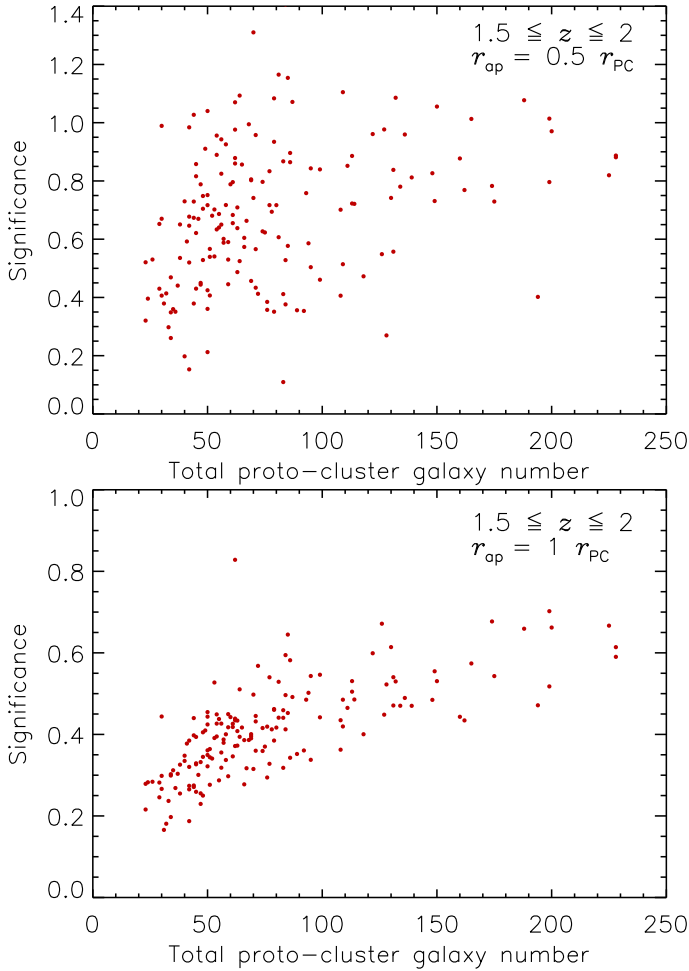 1.5 ≦ z ≦ 2
r_ap = 0.5 r_PC
1.4
1.2
1.0
0.8
0.6
0.4
0.2
0.0
Significance
0 50 100 150 200 250
Total proto-cluster galaxy number
1.5 ≦ z ≦ 2
r_ap = 1 r_PC
1.0
0.8
0.6
0.4
0.2
0.0
Significance
0 50 100 150 200 250
Total proto-cluster galaxy number